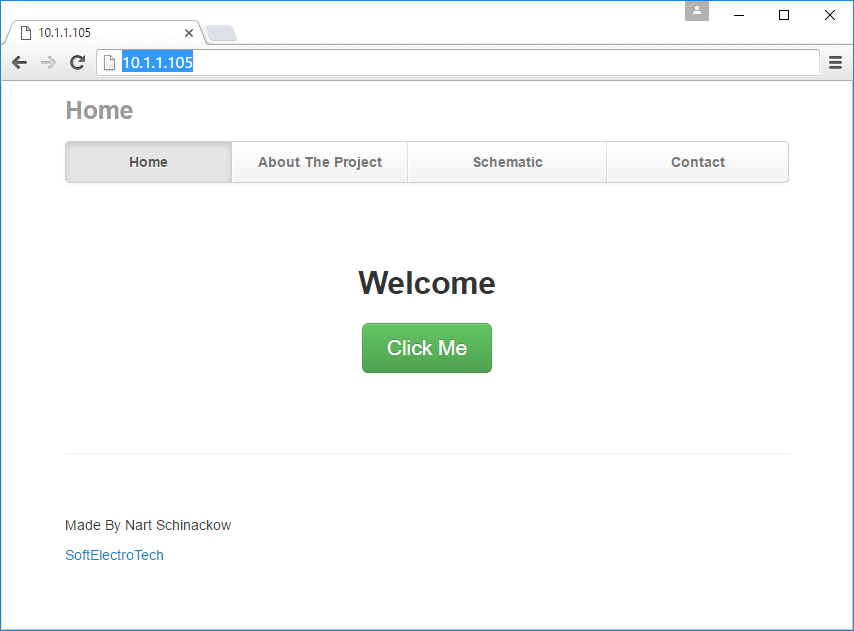 10.1.1.105
10.1.1.105
Home
Home About The Project Schematic Contact
Welcome
Click Me
Made By Nart Schinackow
SoftElectroTech